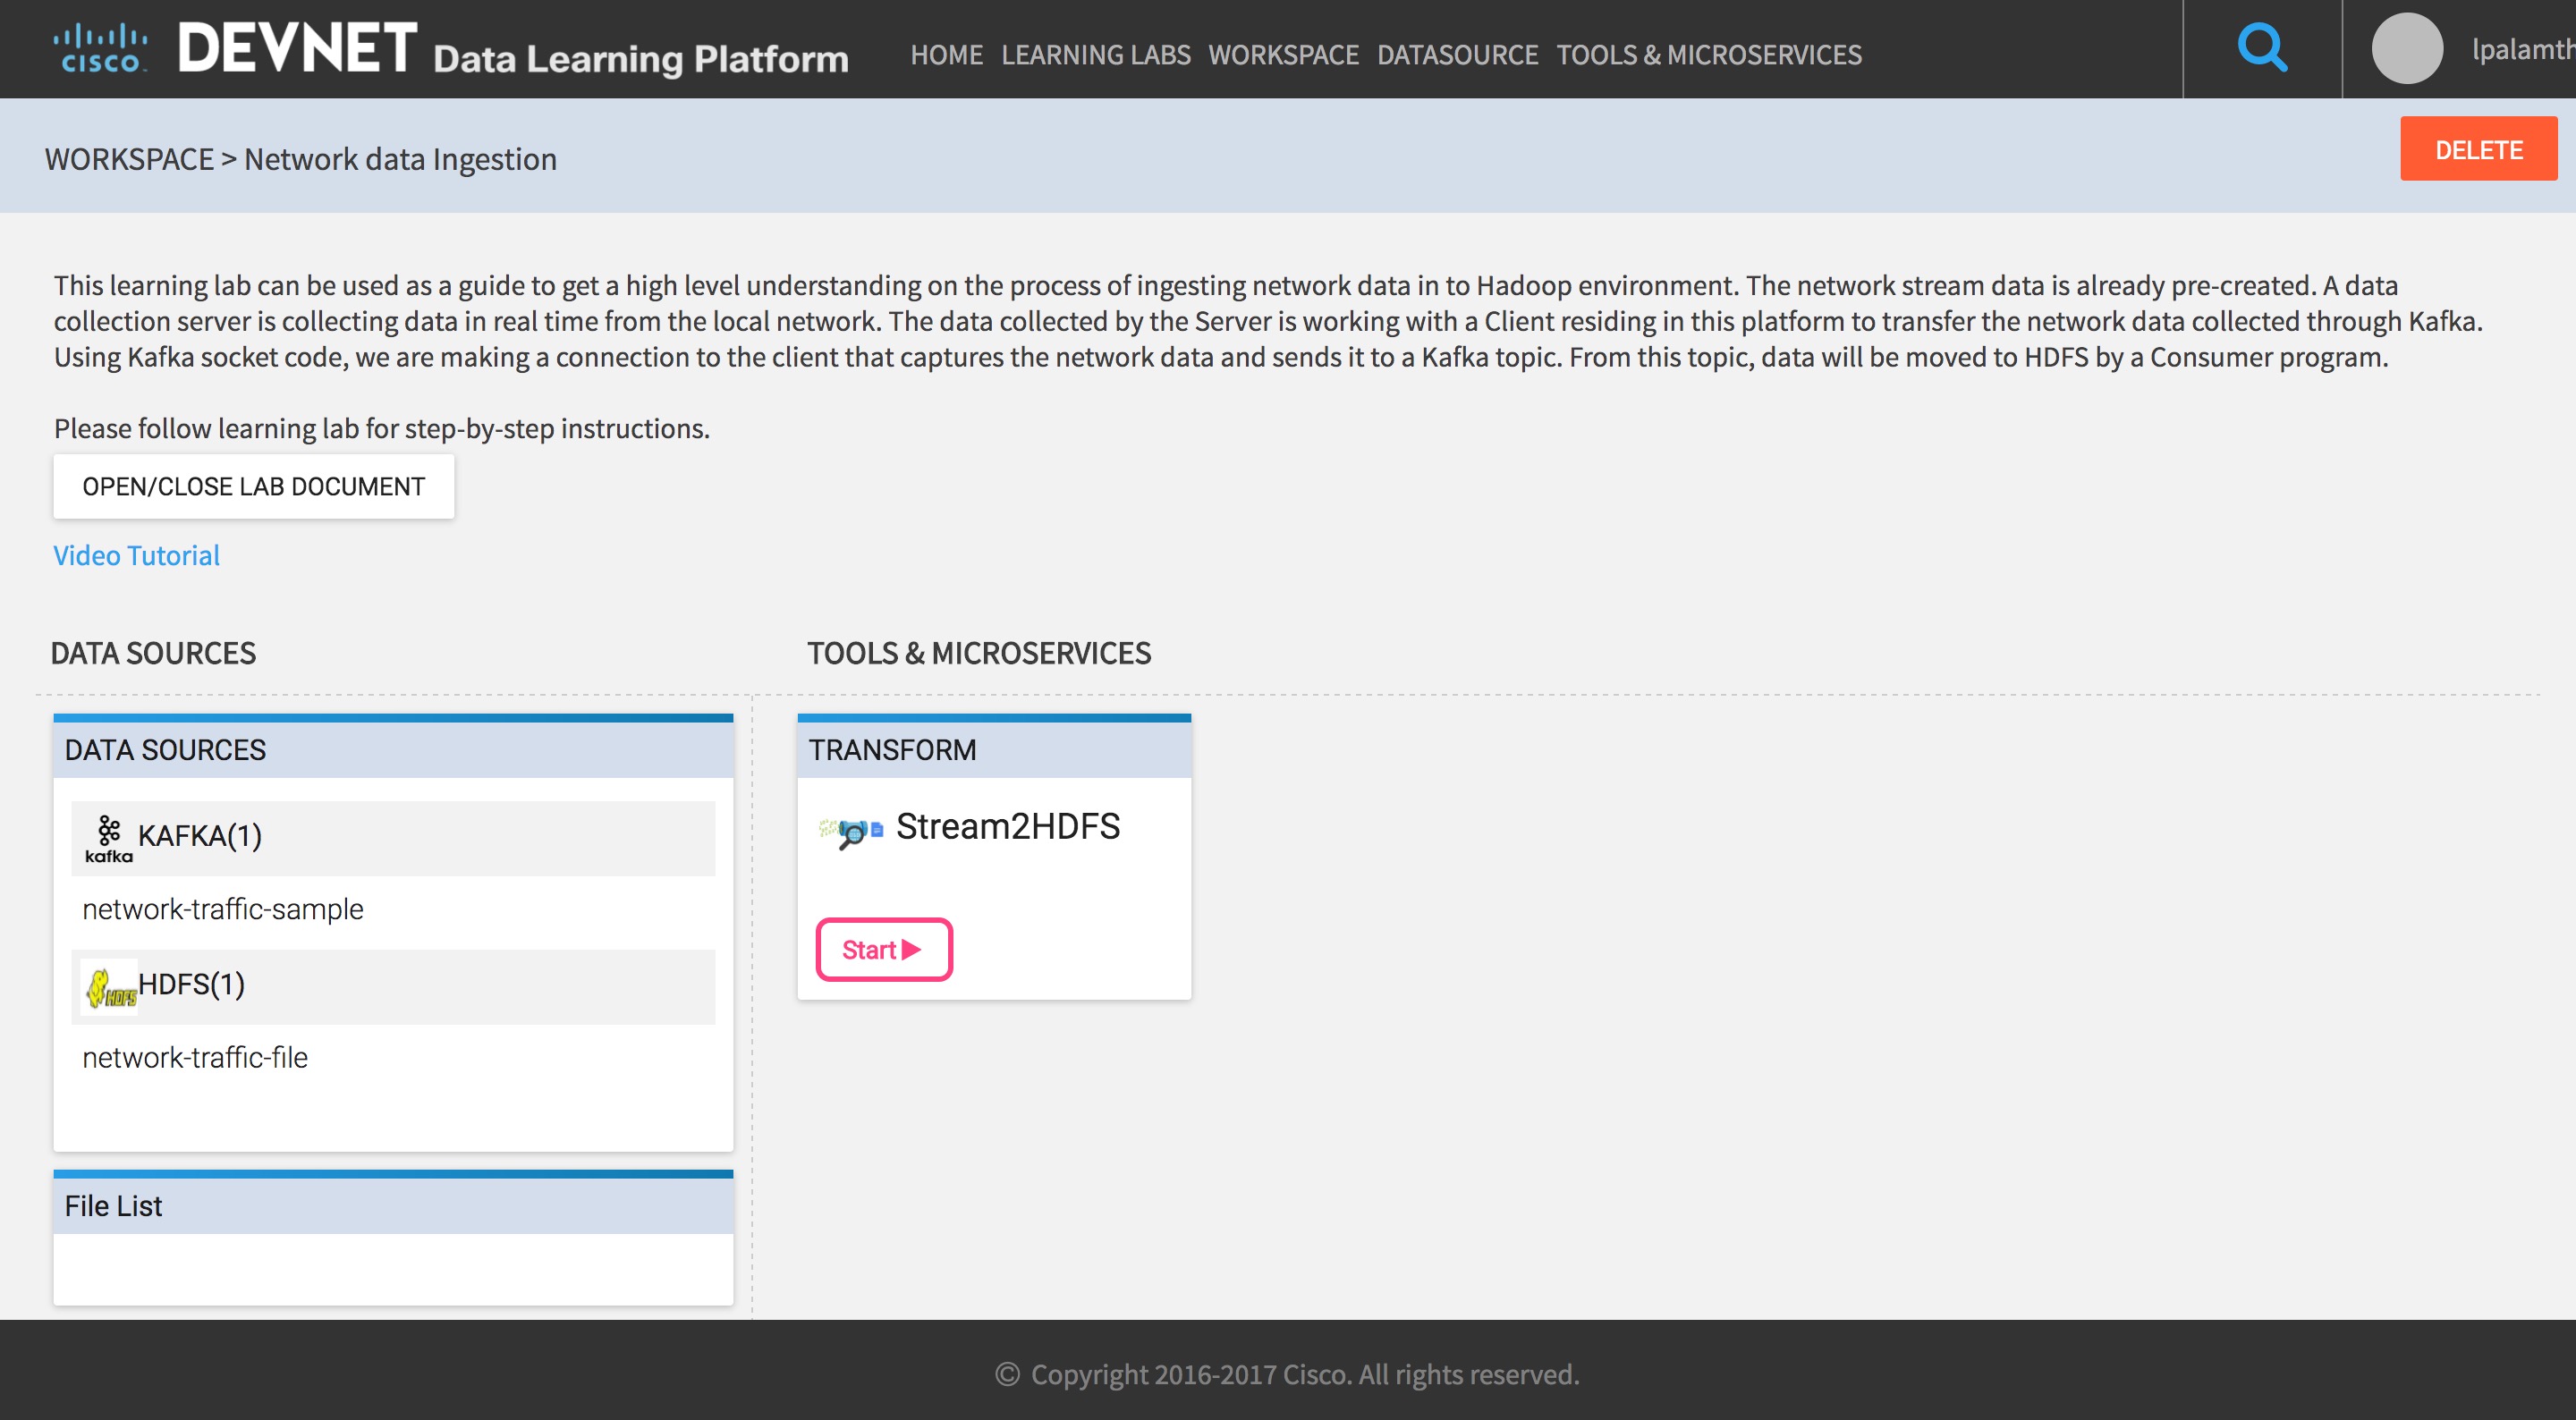 CISCO DEVNET Data Learning Platform HOME LEARNING LABS WORKSPACE DATASOURCE TOOLS & MICROSERVICES lpalamth
WORKSPACE > Network data Ingestion DELETE
This learning lab can be used as a guide to get a high level understanding on the process of ingesting network data in to Hadoop environment. The network stream data is already pre-created. A data
collection server is collecting data in real time from the local network. The data collected by the Server is working with a Client residing in this platform to transfer the network data collected through Kafka.
Using Kafka socket code, we are making a connection to the client that captures the network data and sends it to a Kafka topic. From this topic, data will be moved to HDFS by a Consumer program.
Please follow learning lab for step-by-step instructions.
OPEN/CLOSE LAB DOCUMENT
Video Tutorial
DATA SOURCES
TOOLS & MICROSERVICES
DATA SOURCES
kafka KAFKA(1)
network-traffic-sample
HDFS HDFS(1)
network-traffic-file
File List
TRANSFORM
Stream2HDFS
Start
© Copyright 2016-2017 Cisco. All rights reserved.